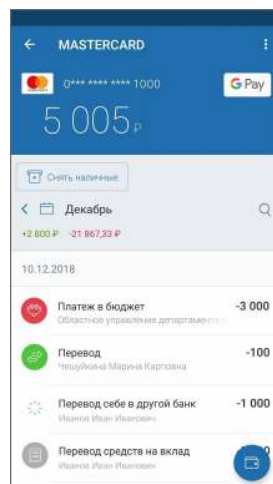 MASTERCARD
0*** **** **** 1000
G Pay
5 005 ₽
Снять наличные
Декабрь
+2 800 ₽ -21 867,33 ₽
10.12.2018
Платеж в бюджет -3 000
Областное управление департамента
Перевод -100
Чешуйкина Марина Карповна
Перевод себе в другой банк -1 000
Иванов Иван Иванович
Перевод средств на вклад
Иванов Иван Иванович